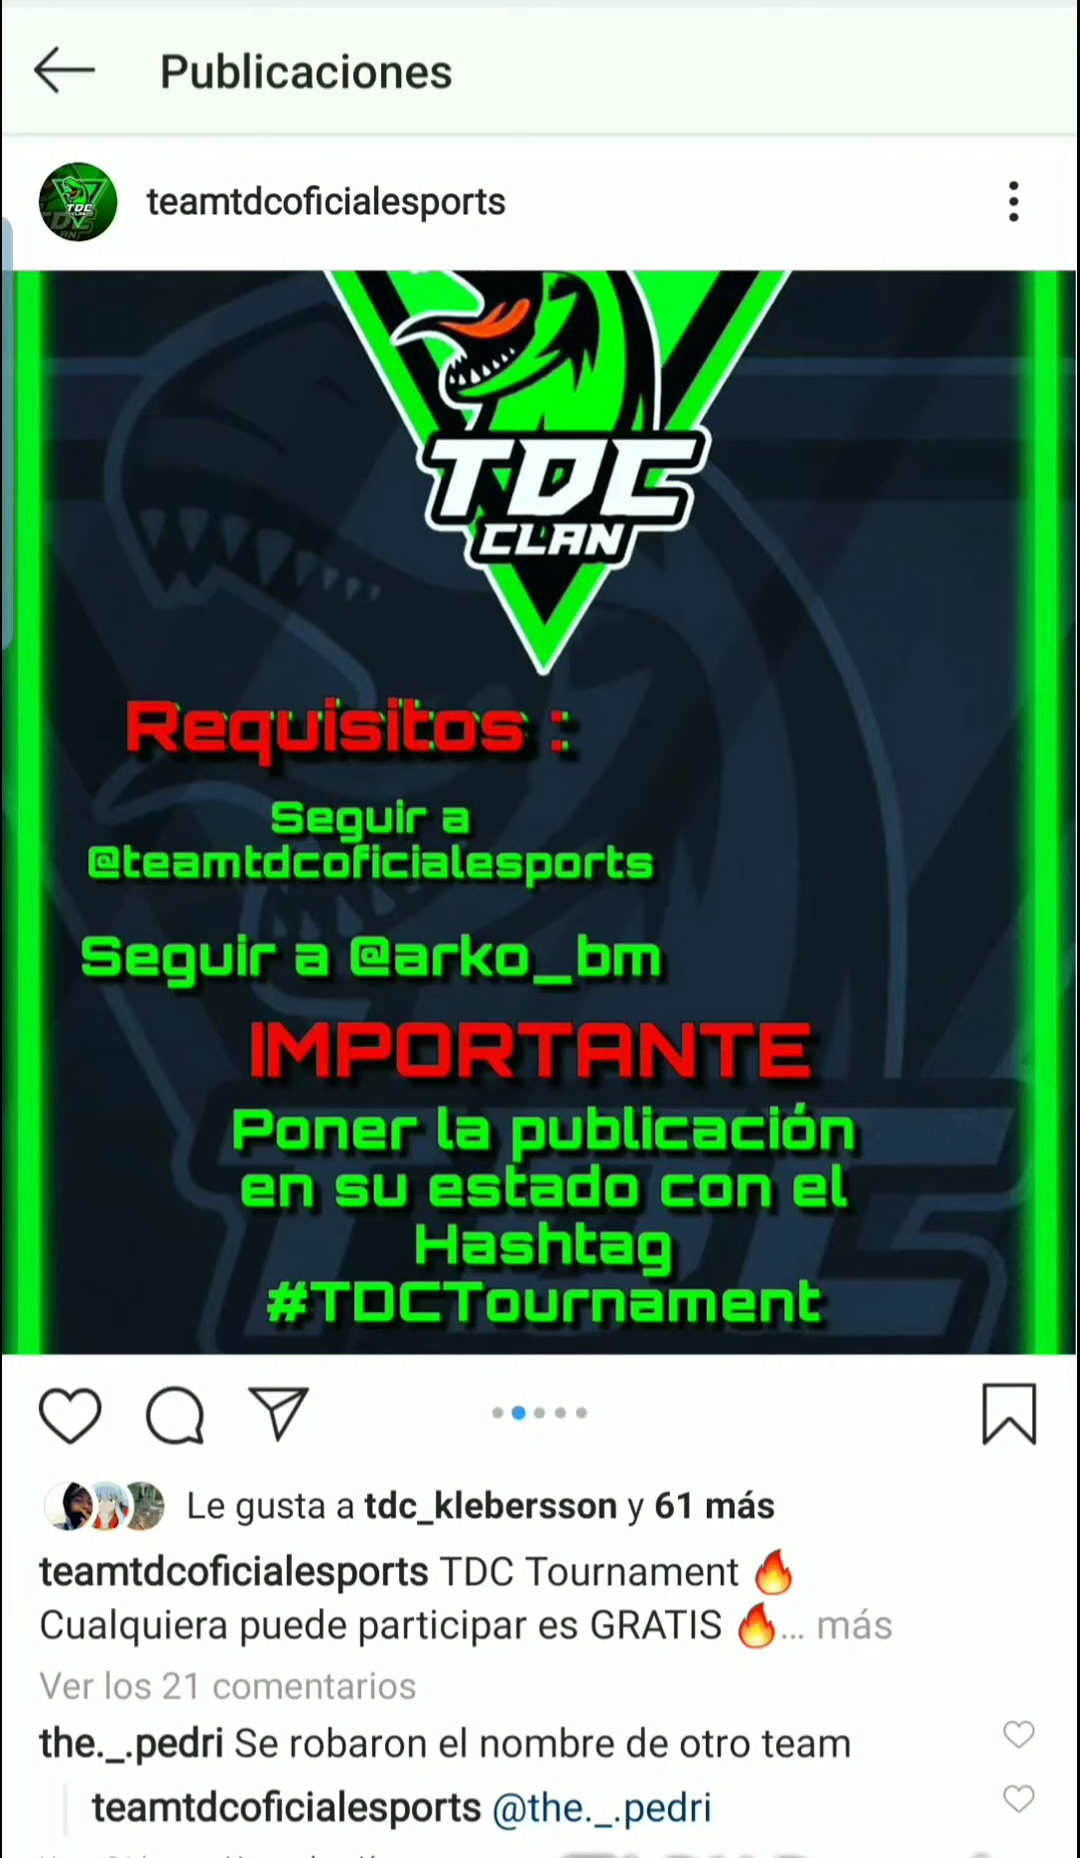 Publicaciones
teamtdcoficialesports
TDC
CLAN
TDC
CLAN
Requisitos :
Seguir a
@teamtdcoficialesports
Seguir a @arko_bm
IMPORTANTE
Poner la publicación
en su estado con el
Hashtag
#TDCTournament
Le gusta a tdc_klebersson y 61 más
teamtdcoficialesports TDC Tournament 🔥
Cualquiera puede participar es GRATIS 🔥... más
Ver los 21 comentarios
the._.pedri Se robaron el nombre de otro team
teamtdcoficialesports @the._.pedri